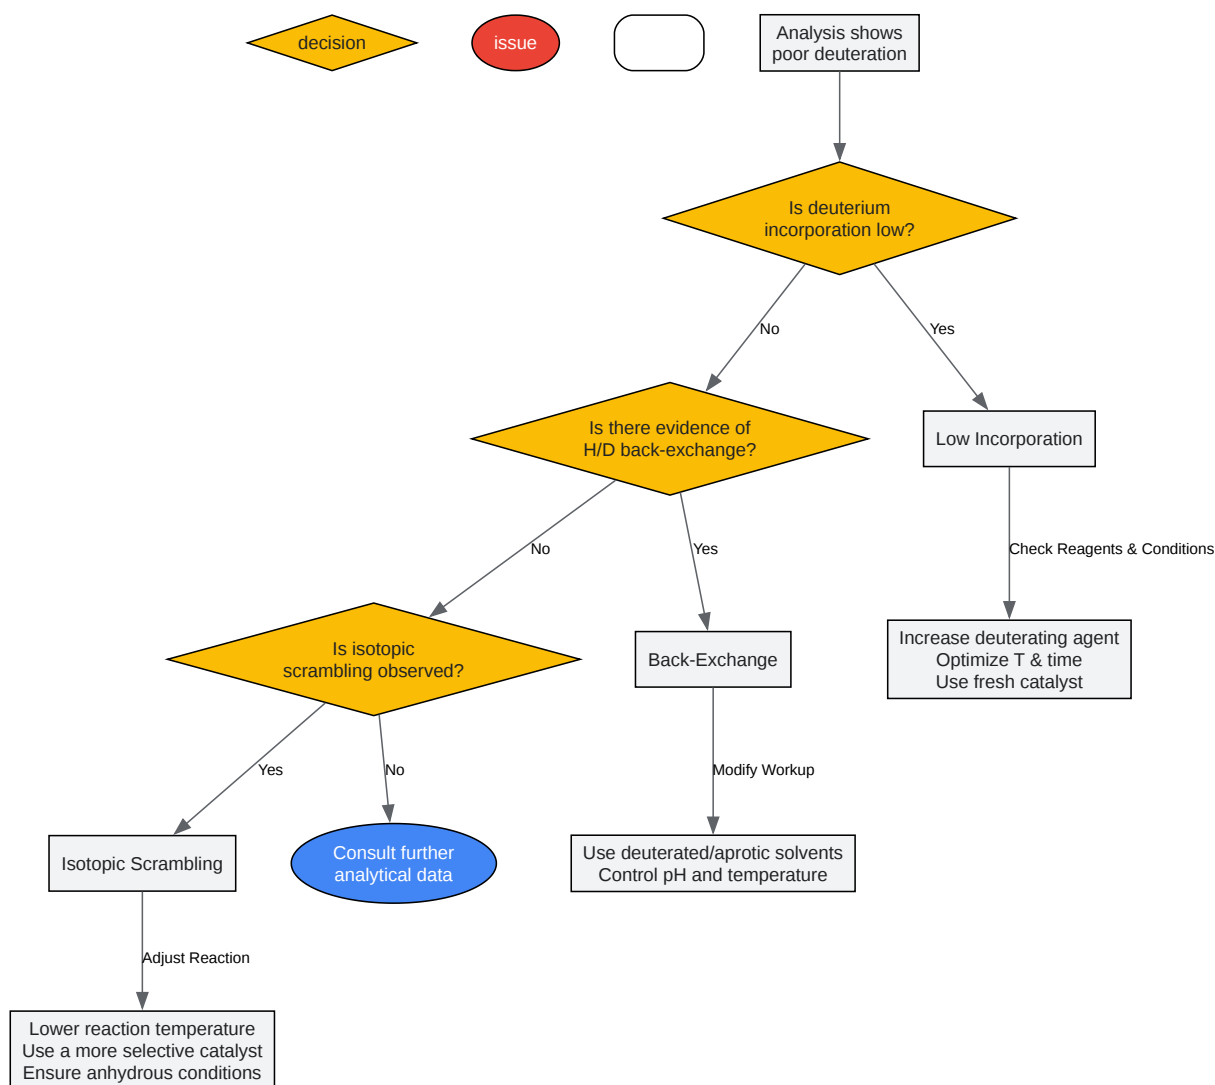 decision
issue
Analysis shows
poor deuteration
Is deuterium
incorporation low?
No
Yes
Is there evidence of
H/D back-exchange?
Low Incorporation
No
Yes
Check Reagents & Conditions
Is isotopic
scrambling observed?
Back-Exchange
Increase deuterating agent
Optimize T & time
Use fresh catalyst
Yes
No
Modify Workup
Isotopic Scrambling
Consult further
analytical data
Use deuterated/aprotic solvents
Control pH and temperature
Adjust Reaction
Lower reaction temperature
Use a more selective catalyst
Ensure anhydrous conditions